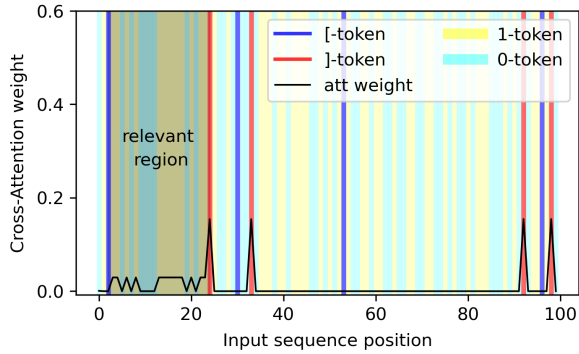 0.6
0.4
0.2
0.0
Cross-Attention weight
[-token
]-token
att weight
1-token
0-token
relevant
region
0
20
40
60
80
100
Input sequence position